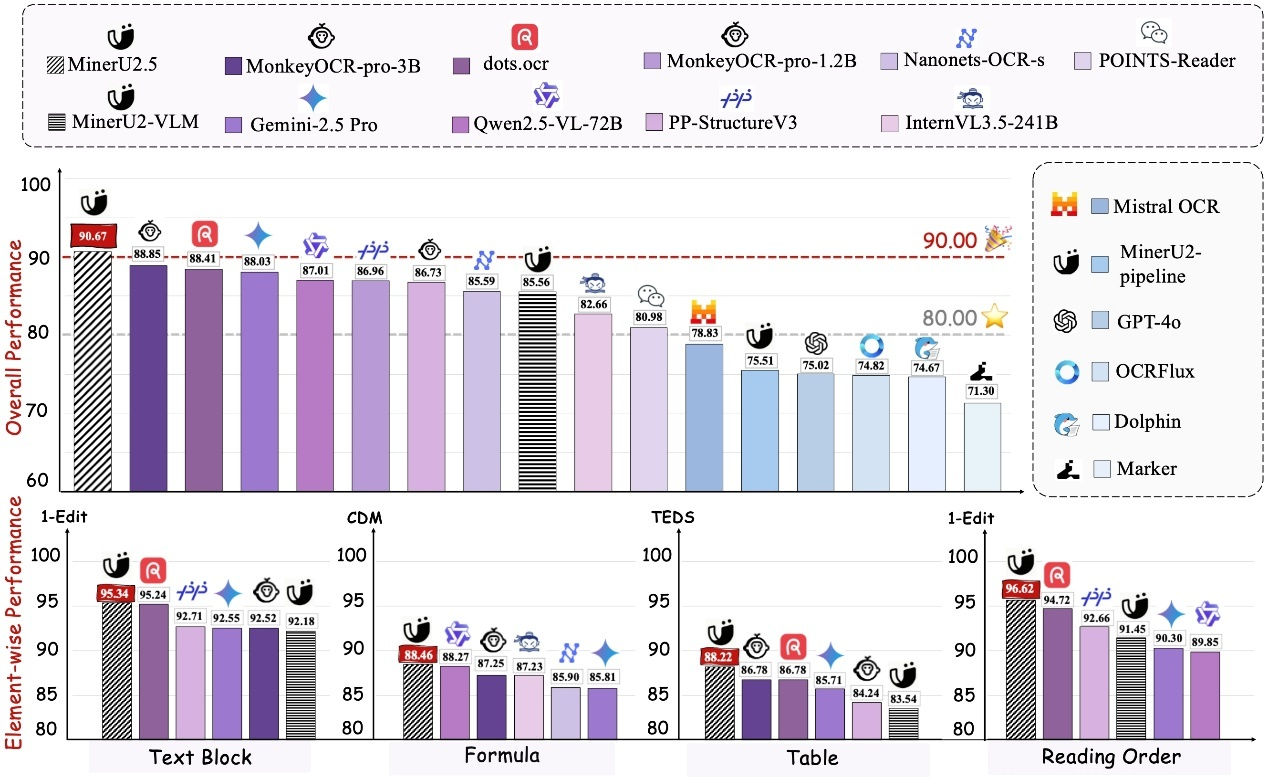 MinerU2.5
MonkeyOCR-pro-3B
dots.ocr
MonkeyOCR-pro-1.2B
Nanonets-OCR-s
POINTS-Reader
MinerU2-VLM
Gemini-2.5 Pro
Qwen2.5-VL-72B
PP-StructureV3
InternVL3.5-241B
Overall Performance
100
90
80
70
60
90.67
88.85
88.41
88.03
87.01
86.96
86.73
85.59
85.56
82.66
80.98
78.83
75.51
75.02
74.82
74.67
71.30
90.00
80.00
Mistral OCR
MinerU2-
pipeline
GPT-4o
OCRFlux
Dolphin
Marker
Element-wise Performance
1-Edit
100
95
90
85
80
95.34
95.24
92.71
92.55
92.52
92.18
Text Block
CDM
100
95
90
85
80
88.46
88.27
87.25
87.23
85.90
85.81
Formula
TEDS
100
95
90
85
80
88.22
86.78
86.78
85.71
84.24
83.54
Table
1-Edit
100
95
90
85
80
96.62
94.72
92.66
91.45
90.30
89.85
Reading Order